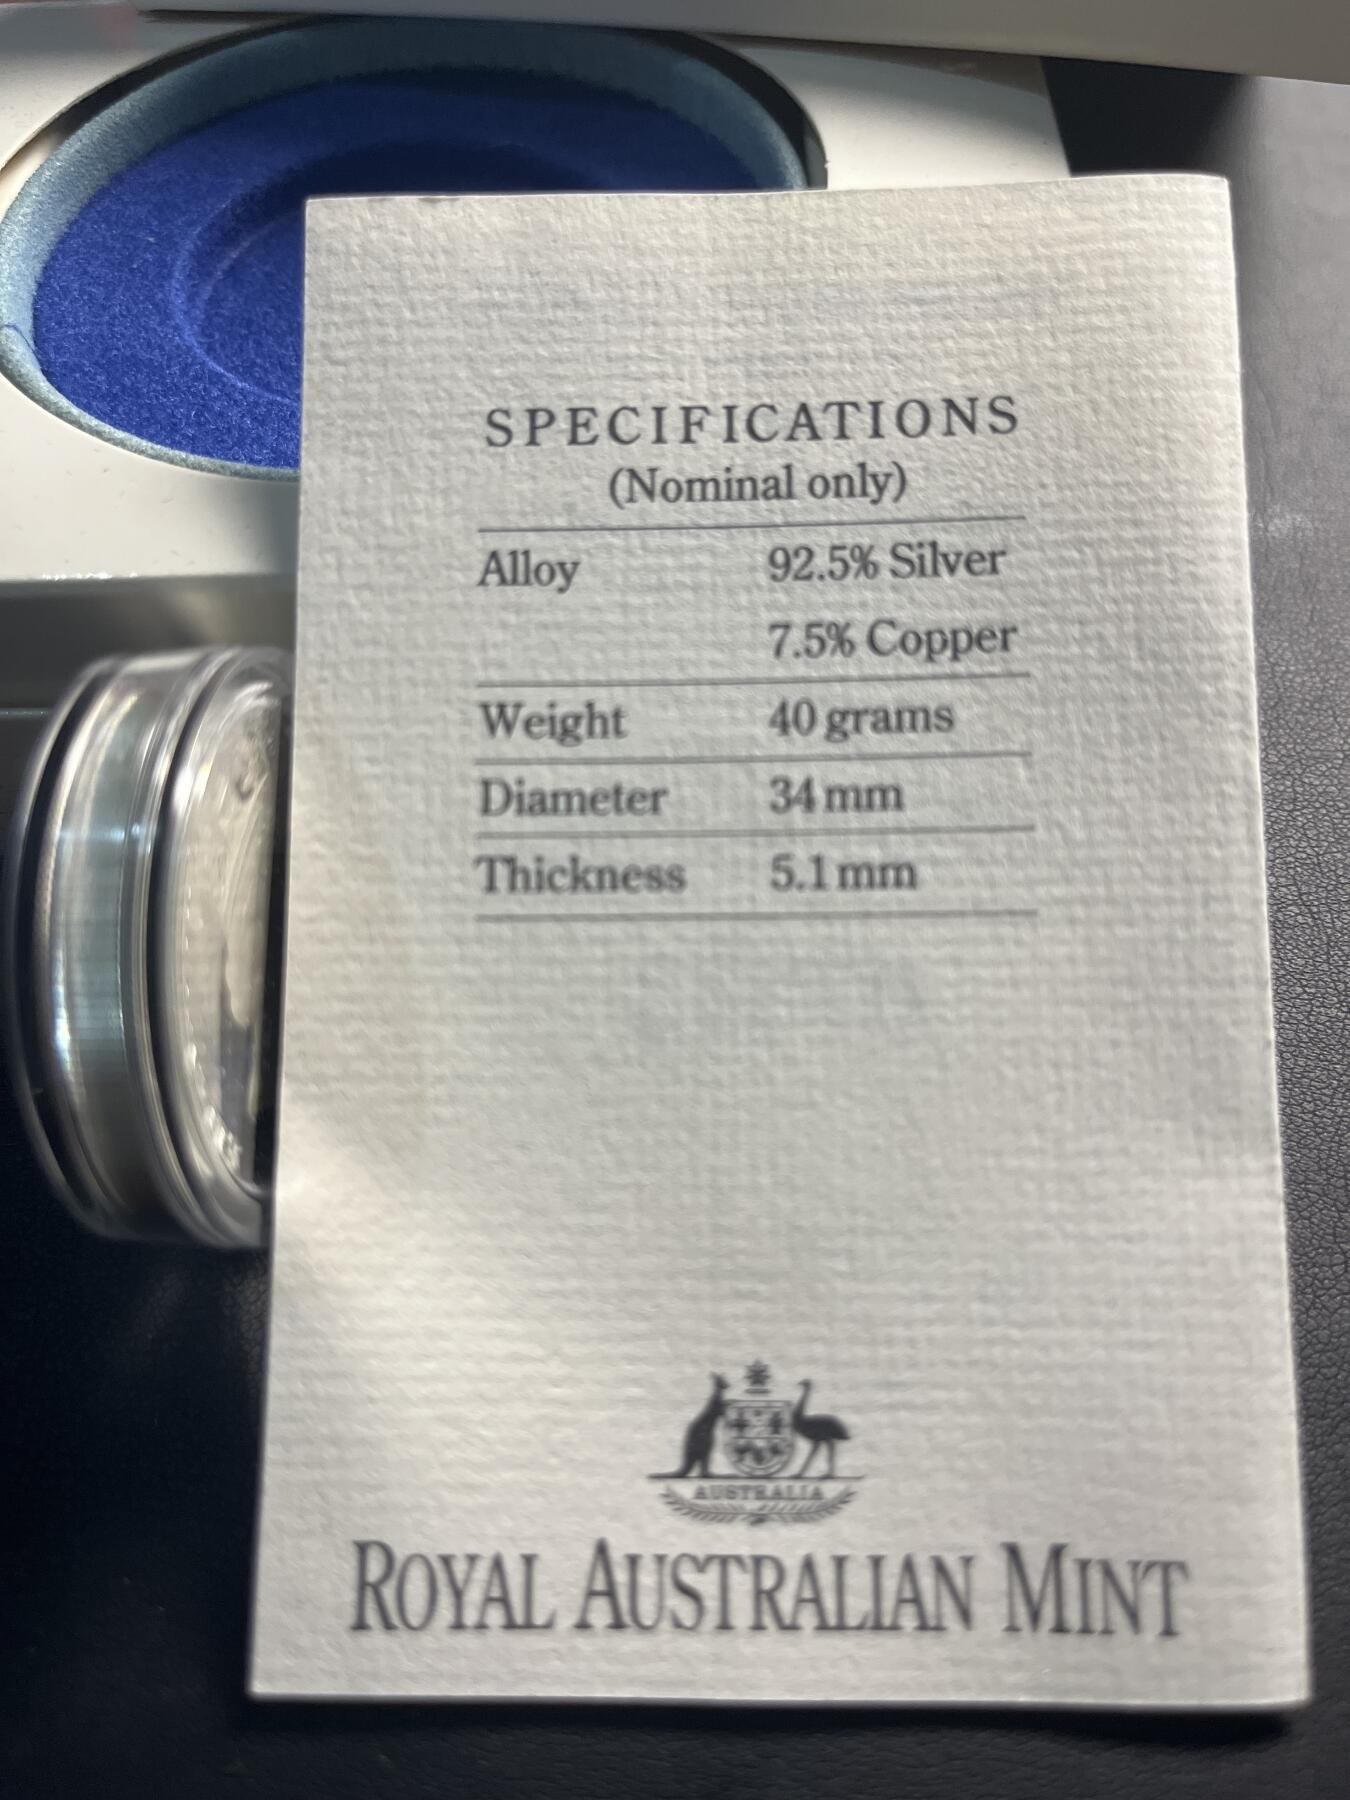 SPECIFICATIONS
(Nominal only)
Alloy 92.5% Silver
7.5% Copper
Weight 40 grams
Diameter 34 mm
Thickness 5.1 mm
AUSTRALIA
ROYAL AUSTRALIAN MINT